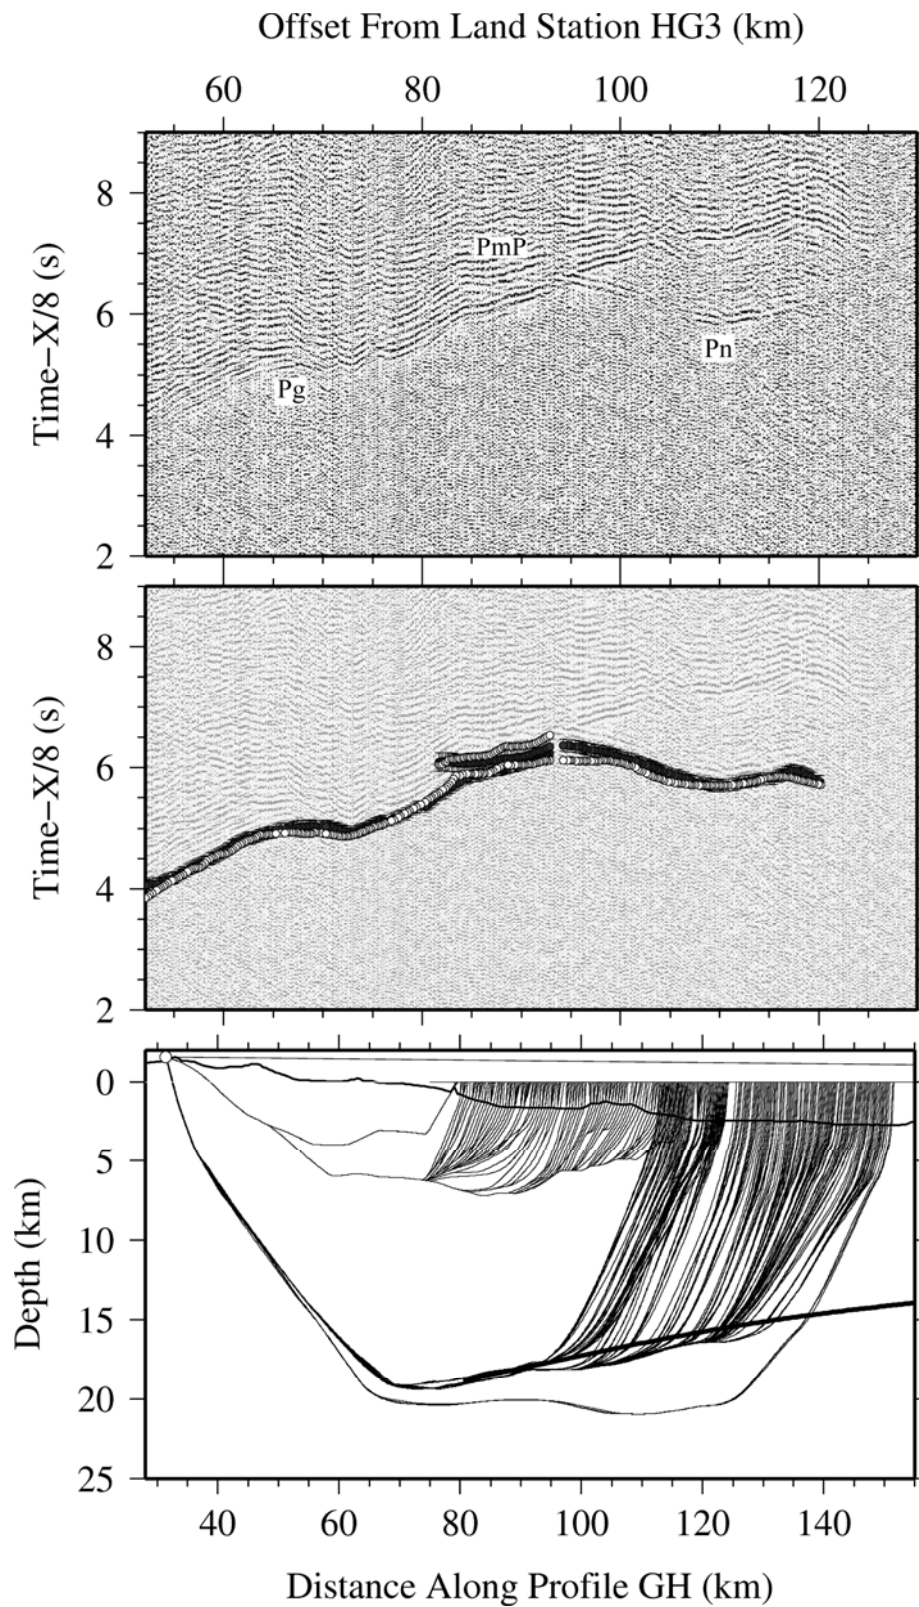 Offset From Land Station HG3 (km)
60 80 100 120
Time–X/8 (s)
8
6
4
2
PmP
Pn
Pg
Time–X/8 (s)
8
6
4
2
Depth (km)
0
5
10
15
20
25
40 60 80 100 120 140
Distance Along Profile GH (km)